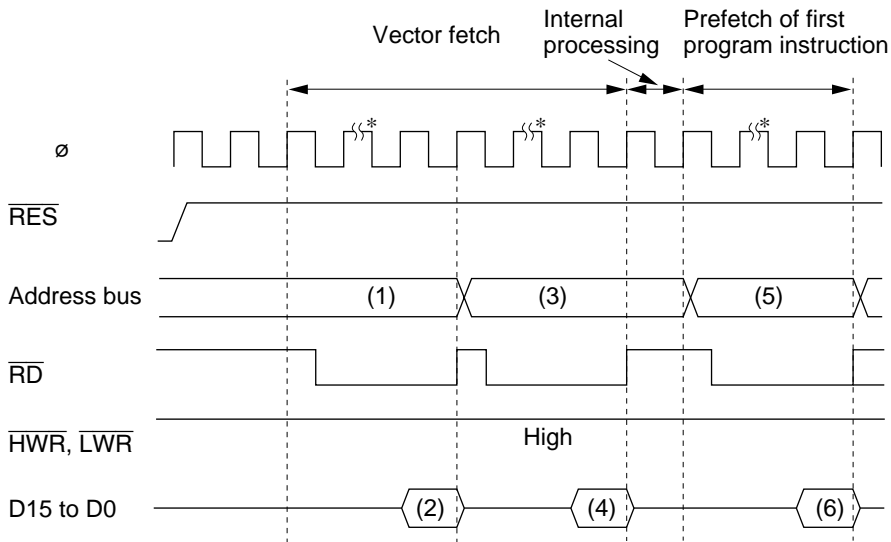 Vector fetch
Internal
processing
Prefetch of first
program instruction
* * *
ø
RES
Address bus
(1) (3) (5)
RD
HWR, LWR
High
D15 to D0
(2) (4) (6)